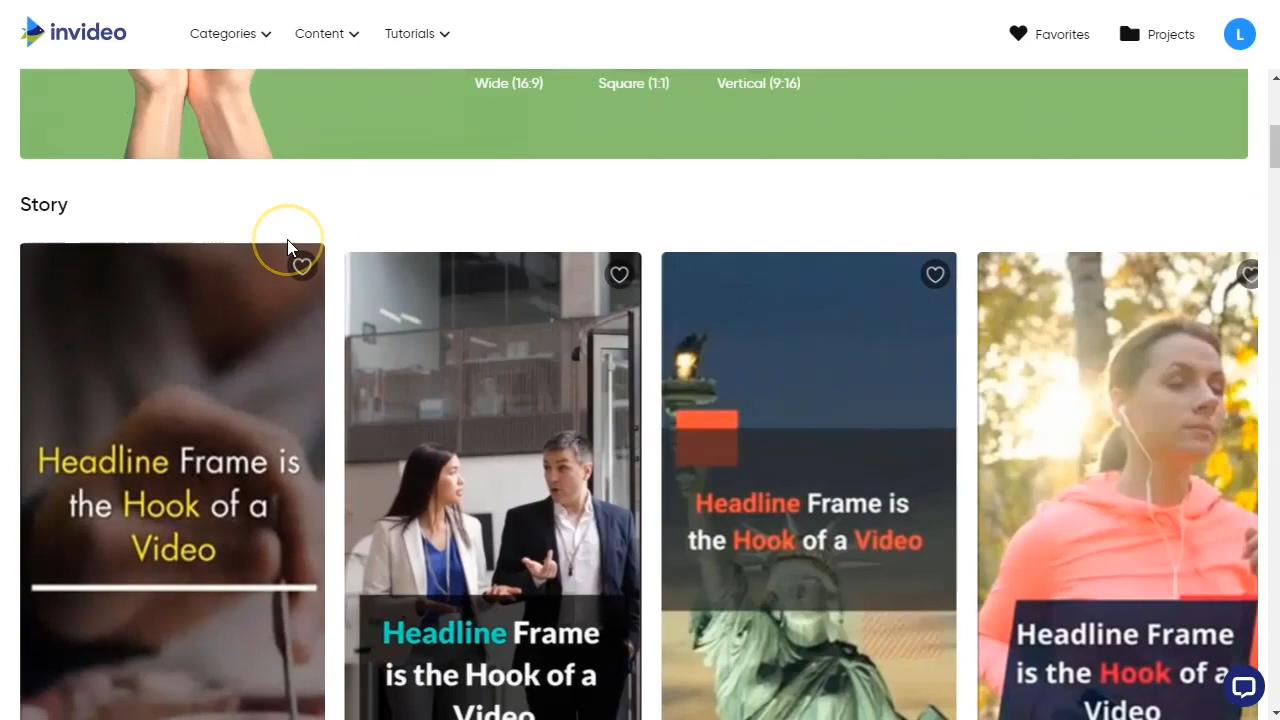 invideo
Categories
Content
Tutorials
Favorites
Projects
L
Wide (16:9)
Square (1:1)
Vertical (9:16)
Story
Headline Frame is
the Hook of a
Video
Headline Frame
is the Hook of a
Video
Headline Frame is
the Hook of a Video
Headline Frame
is the Hook of a
Video